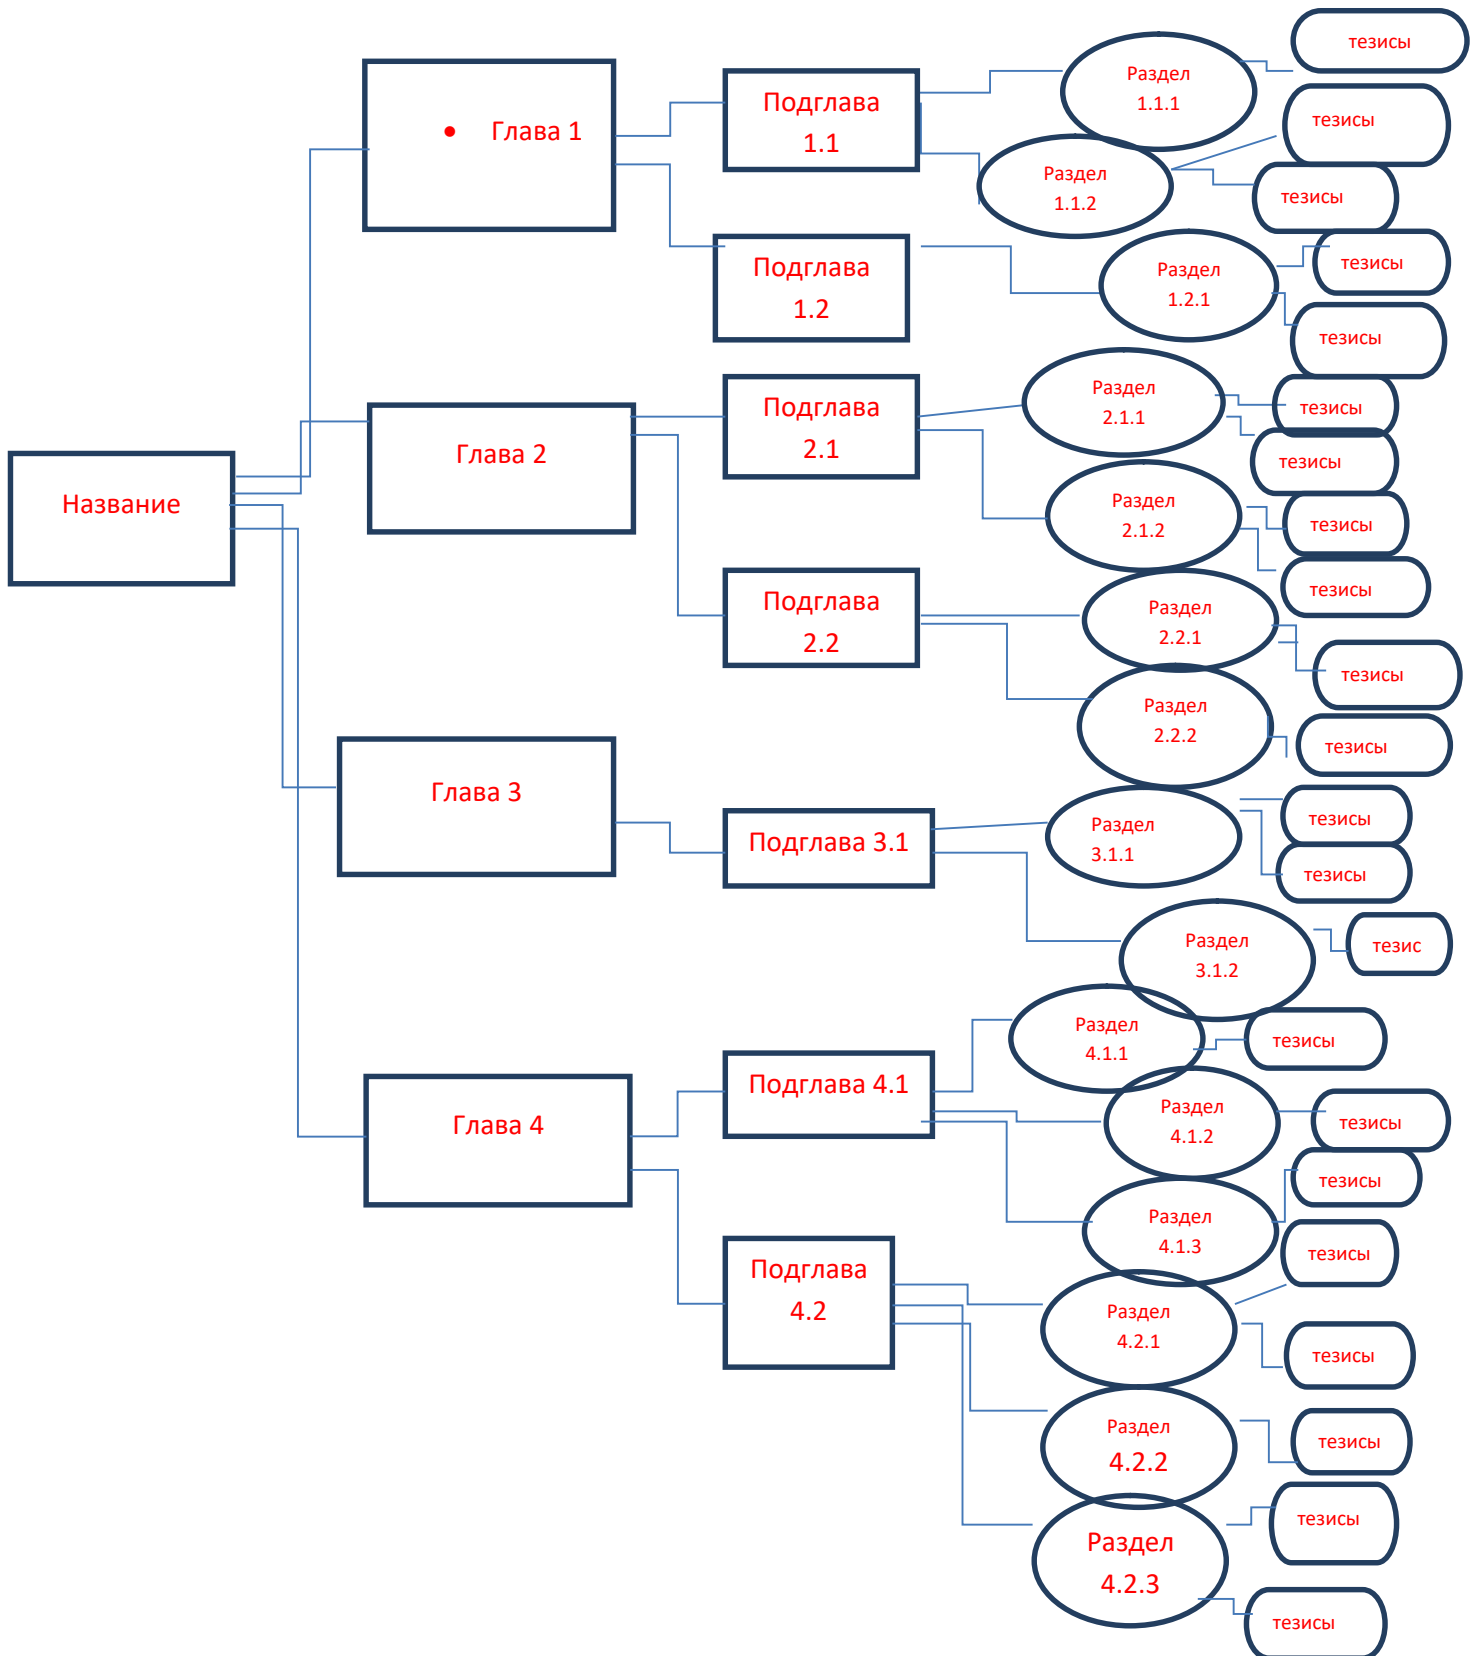 Название
• Глава 1
Подглава
1.1
Раздел
1.1.1
тезисы
Раздел
1.1.2
тезисы
тезисы
Подглава
1.2
Раздел
1.2.1
тезисы
тезисы
Глава 2
Подглава
2.1
Раздел
2.1.1
тезисы
тезисы
Раздел
2.1.2
тезисы
тезисы
Подглава
2.2
Раздел
2.2.1
тезисы
Раздел
2.2.2
тезисы
Глава 3
Подглава 3.1
Раздел
3.1.1
тезисы
тезисы
Раздел
3.1.2
тезис
Глава 4
Подглава 4.1
Раздел
4.1.1
тезисы
Раздел
4.1.2
тезисы
Раздел
4.1.3
тезисы
Подглава
4.2
Раздел
4.2.1
тезисы
тезисы
Раздел
4.2.2
тезисы
Раздел
4.2.3
тезисы
тезисы